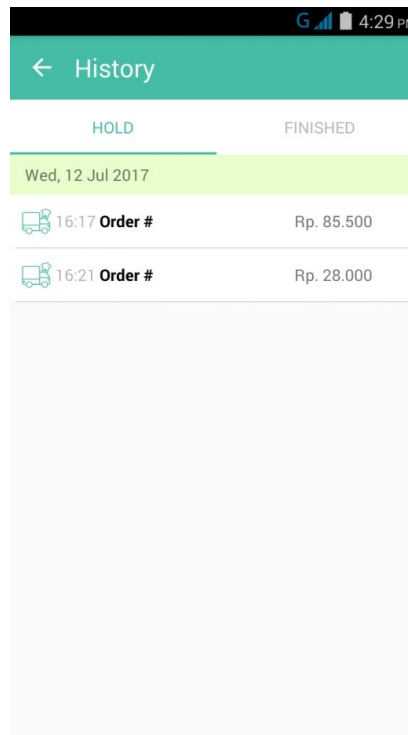 G 4:29 PM
History
HOLD FINISHED
Wed, 12 Jul 2017
16:17 Order # Rp. 85.500
16:21 Order # Rp. 28.000